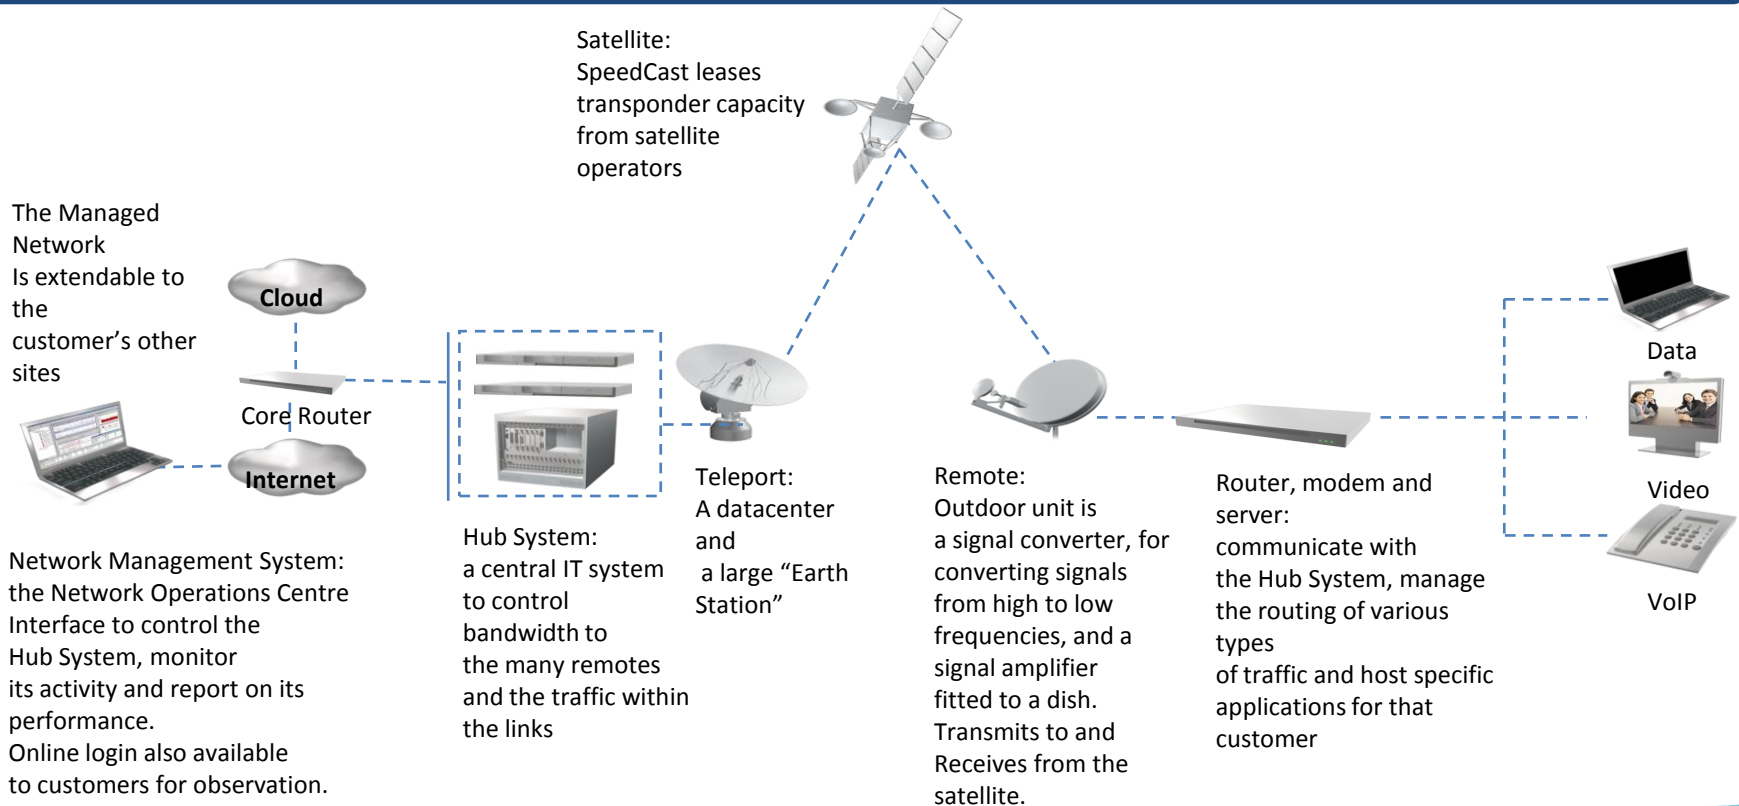 Satellite:
SpeedCast leases
transponder capacity
from satellite
operators
The Managed
Network
Is extendable to
the
customer’s other
sites
Cloud
Core Router
Internet
Network Management System:
the Network Operations Centre
Interface to control the
Hub System, monitor
its activity and report on its
performance.
Online login also available
to customers for observation.
Hub System:
a central IT system
to control
bandwidth to
the many remotes
and the traffic within
the links
Teleport:
A datacenter
and
a large “Earth
Station”
Remote:
Outdoor unit is
a signal converter, for
converting signals
from high to low
frequencies, and a
signal amplifier
fitted to a dish.
Transmits to and
Receives from the
satellite.
Router, modem and
server:
communicate with
the Hub System, manage
the routing of various
types
of traffic and host specific
applications for that
customer
Data
Video
VoIP